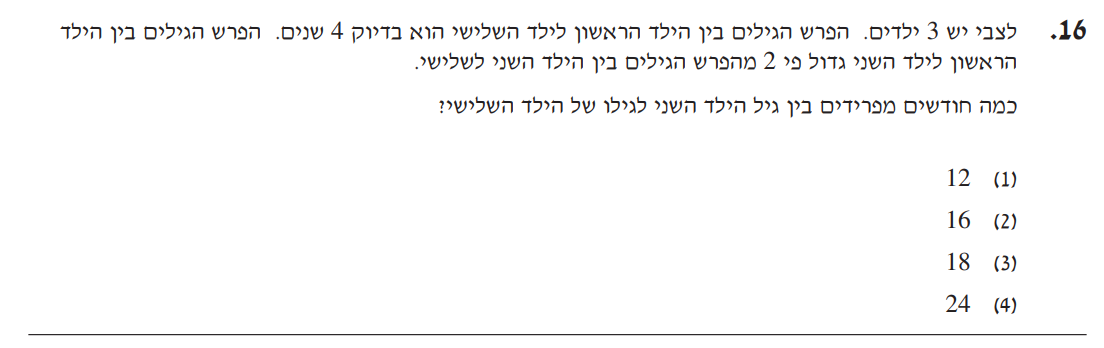 16. לצבי יש 3 ילדים. הפרש הגילים בין הילד הראשון לילד השלישי הוא בדיוק 4 שנים. הפרש הגילים בין הילד
הראשון לילד השני גדול פי 2 מהפרש הגילים בין הילד השני לשלישי.
כמה חודשים מפרידים בין גיל הילד השני לגילו של הילד השלישי?
(1) 12
(2) 16
(3) 18
(4) 24